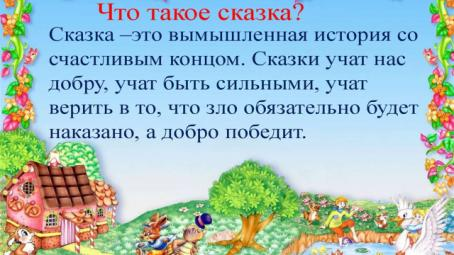 Что такое сказка?
Сказка –это вымышленная история со
счастливым концом. Сказки учат нас
добру, учат быть сильными, учат
верить в то, что зло обязательно будет
наказано, а добро победит.